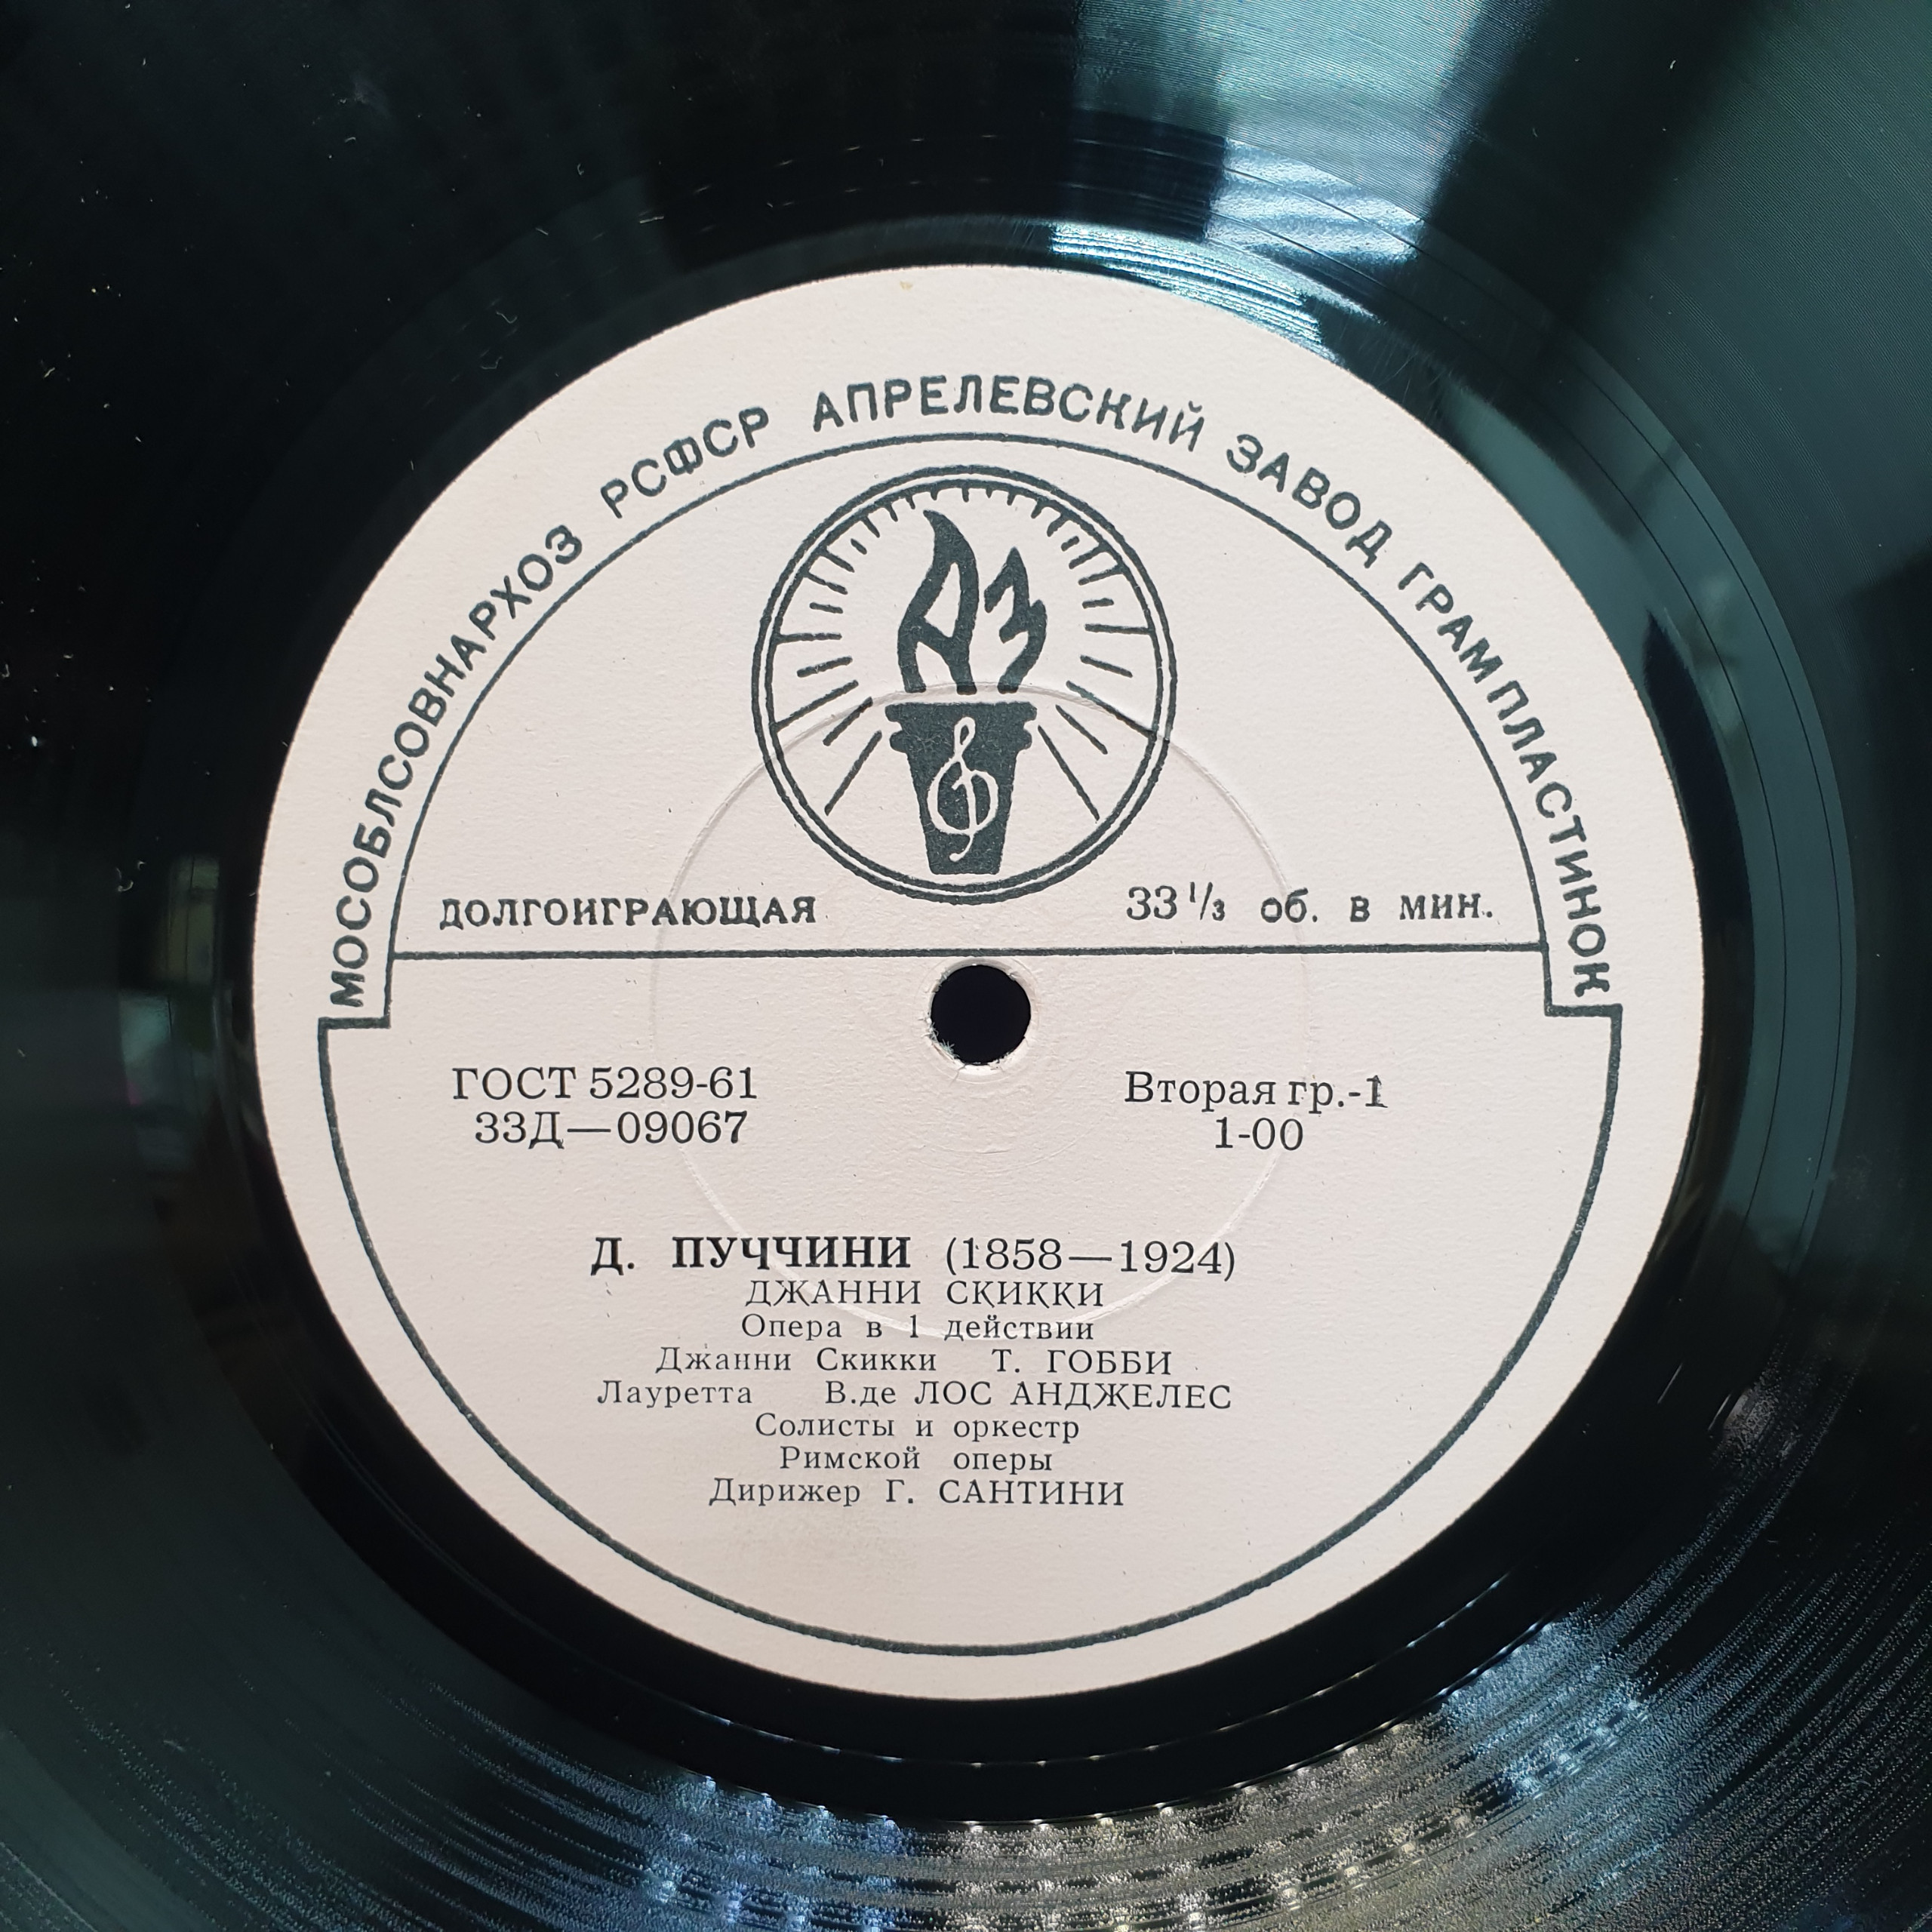 МОСОБЛСОВНАРХОЗ РСФСР АПРЕЛЕВСКИЙ ЗАВОД ГРАМПЛАСТИНОК
АЗ
ДОЛГОИГРАЮЩАЯ 33 1/3 об. в мин.
ГОСТ 5289-61 Вторая гр.-1
33Д—09067 1-00
Д. ПУЧЧИНИ (1858—1924)
ДЖАННИ СКИККИ
Опера в 1 действии
Джанни Скикки Т. ГОББИ
Лауретта В.де ЛОС АНДЖЕЛЕС
Солисты и оркестр
Римской оперы
Дирижер Г. САНТИНИ